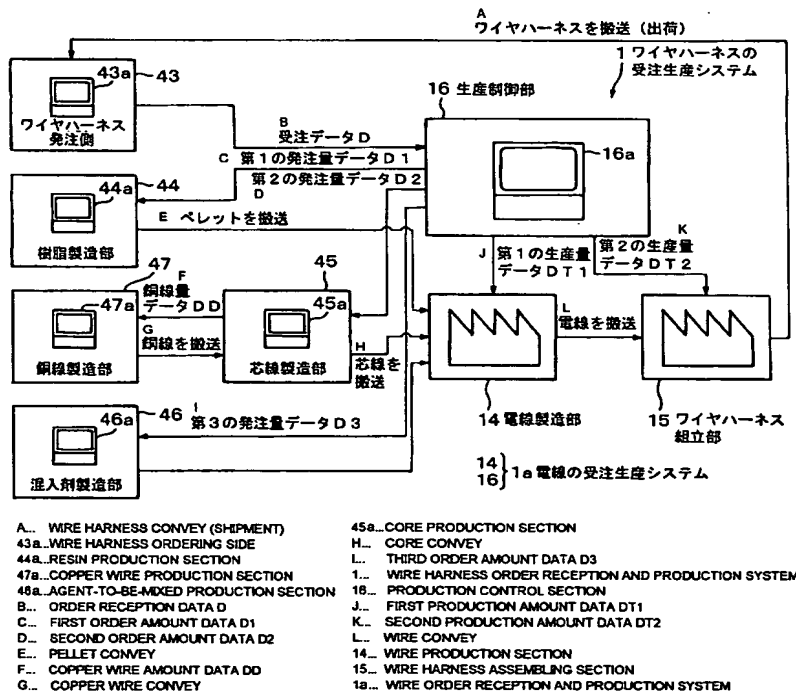 A
ワイヤハーネスを搬送(出荷)
1 ワイヤハーネスの
受注生産システム
43a
43
ワイヤハーネス
発注側
16 生産制御部
16a
B
受注データD
C 第1の発注量データD1
第2の発注量データD2
D
44a
44
樹脂製造部
E ペレットを搬送
J 第1の生産量
データDT1
K
第2の生産量
データDT2
47
47a
銅線製造部
F
銅線量
データDD
G
銅線を搬送
45
45a
芯線製造部
H
芯線を
搬送
L
電線を搬送
14 電線製造部
15 ワイヤハーネス
組立部
46a
46
混入剤製造部
I
第3の発注量データD3
14
16
1a 電線の受注生産システム
A... WIRE HARNESS CONVEY (SHIPMENT)
43a...WIRE HARNESS ORDERING SIDE
44a...RESIN PRODUCTION SECTION
47a...COPPER WIRE PRODUCTION SECTION
46a...AGENT-TO-BE-MIXED PRODUCTION SECTION
B... ORDER RECEPTION DATA D
C... FIRST ORDER AMOUNT DATA D1
D... SECOND ORDER AMOUNT DATA D2
E... PELLET CONVEY
F... COPPER WIRE AMOUNT DATA DD
G... COPPER WIRE CONVEY
45a...CORE PRODUCTION SECTION
H... CORE CONVEY
I... THIRD ORDER AMOUNT DATA D3
1... WIRE HARNESS ORDER RECEPTION AND PRODUCTION SYSTEM
16... PRODUCTION CONTROL SECTION
J... FIRST PRODUCTION AMOUNT DATA DT1
K... SECOND PRODUCTION AMOUNT DATA DT2
L... WIRE CONVEY
14... WIRE PRODUCTION SECTION
15... WIRE HARNESS ASSEMBLING SECTION
1a... WIRE ORDER RECEPTION AND PRODUCTION SYSTEM